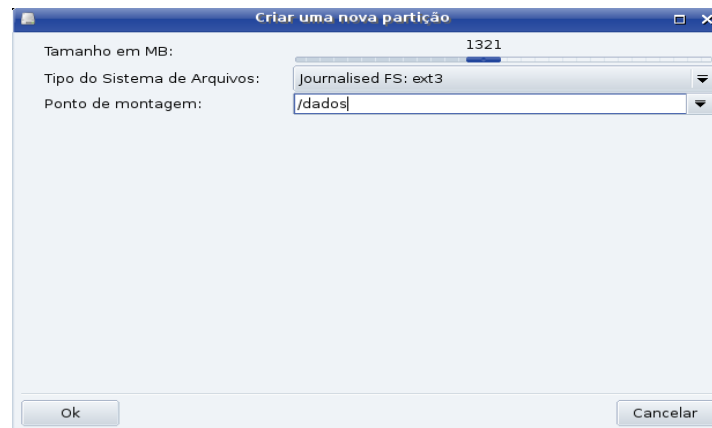 Criar uma nova partição
Tamanho em MB:
1321
Tipo do Sistema de Arquivos:
Journalised FS: ext3
Ponto de montagem:
/dados
Ok
Cancelar